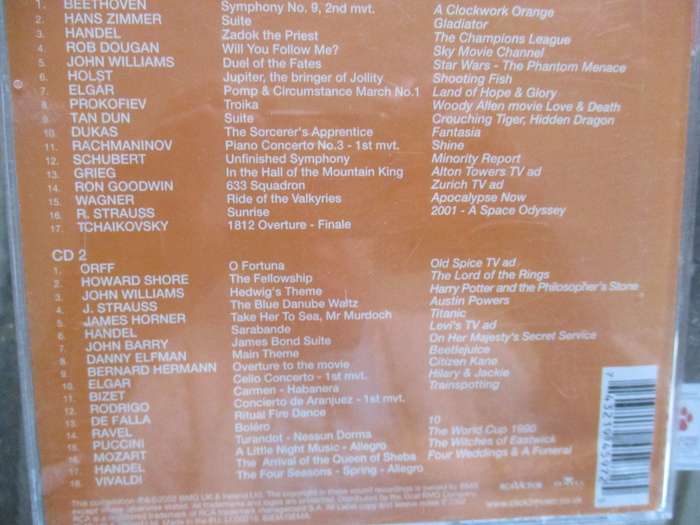 1. BEETHOVEN Symphony No. 9, 2nd mvt. A Clockwork Orange
2. HANS ZIMMER Suite Gladiator
3. HANDEL Zadok the Priest The Champions League
4. ROB DOUGAN Will You Follow Me? Sky Movie Channel
5. JOHN WILLIAMS Duel of the Fates Star Wars - The Phantom Menace
6. HOLST Jupiter, the bringer of Jollity Shooting Fish
7. ELGAR Pomp & Circumstance March No.1 Land of Hope & Glory
8. PROKOFIEV Troika Woody Allen movie Love & Death
9. TAN DUN Suite Crouching Tiger, Hidden Dragon
10. DUKAS The Sorcerer's Apprentice Fantasia
11. RACHMANINOV Piano Concerto No.3 - 1st mvt. Shine
12. SCHUBERT Unfinished Symphony Minority Report
13. GRIEG In the Hall of the Mountain King Alton Towers TV ad
14. RON GOODWIN 633 Squadron Zurich TV ad
15. WAGNER Ride of the Valkyries Apocalypse Now
16. R. STRAUSS Sunrise 2001 - A Space Odyssey
17. TCHAIKOVSKY 1812 Overture - Finale
CD 2
1. ORFF O Fortuna Old Spice TV ad
2. HOWARD SHORE The Fellowship The Lord of the Rings
3. JOHN WILLIAMS Hedwig's Theme Harry Potter and the Philosopher's Stone
4. J. STRAUSS The Blue Danube Waltz Austin Powers
5. JAMES HORNER Take Her To Sea, Mr Murdoch Titanic
6. HANDEL Sarabande Levi's TV ad
7. JOHN BARRY James Bond Suite On Her Majesty's Secret Service
8. DANNY ELFMAN Main Theme Beetlejuice
9. BERNARD HERMANN Overture to the movie Citizen Kane
10. ELGAR Cello Concerto - 1st mvt. Hilary & Jackie
11. BIZET Carmen - Habanera Trainspotting
12. RODRIGO Concierto de Aranjuez - 1st mvt.
13. DE FALLA Ritual Fire Dance
14. RAVEL Boléro 10
15. PUCCINI Turandot - Nessun Dorma The World Cup 1990
16. MOZART A Little Night Music - Allegro The Witches of Eastwick
17. HANDEL The Arrival of the Queen of Sheba Four Weddings & A Funeral
18. VIVALDI The Four Seasons - Spring - Allegro